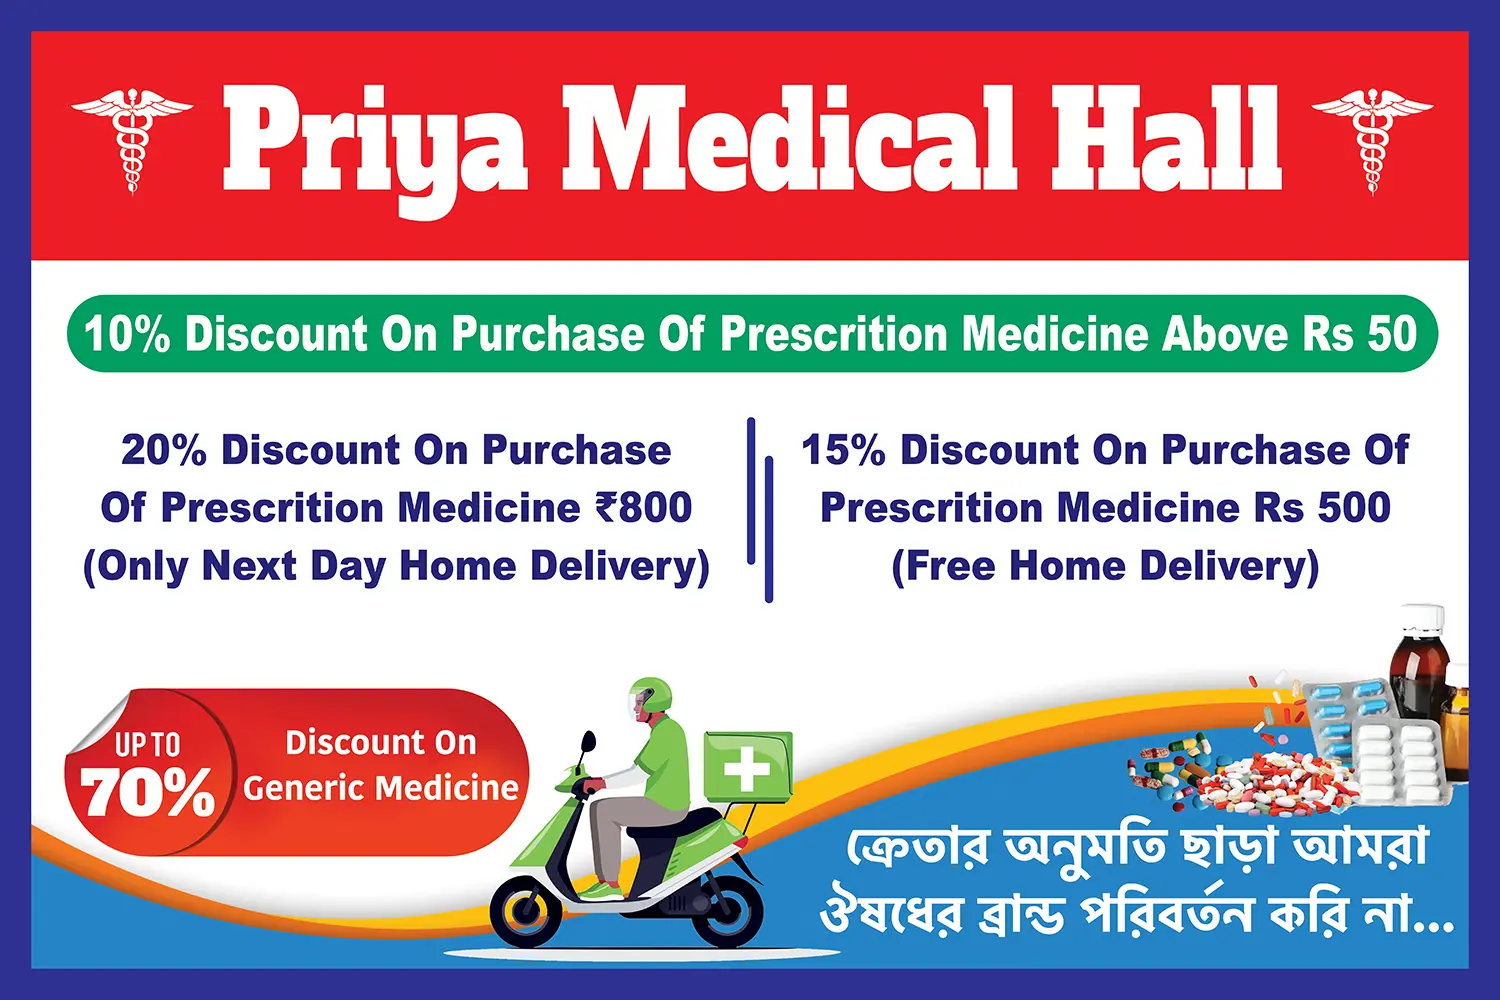 Priya Medical Hall
10% Discount On Purchase Of Prescrition Medicine Above Rs 50
20% Discount On Purchase
Of Prescrition Medicine ₹800
(Only Next Day Home Delivery)
15% Discount On Purchase Of
Prescrition Medicine Rs 500
(Free Home Delivery)
UP TO
70%
Discount On
Generic Medicine
ক্রেতার অনুমতি ছাড়া আমরা
ঔষধের ব্রান্ড পরিবর্তন করি না...